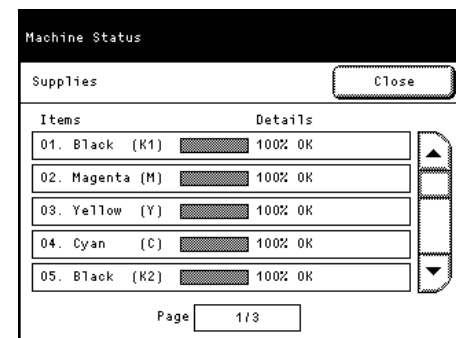 Machine Status
Supplies Close
Items Details
01. Black (K1) 100% OK
02. Magenta (M) 100% OK
03. Yellow (Y) 100% OK
04. Cyan (C) 100% OK
05. Black (K2) 100% OK
Page 1/3